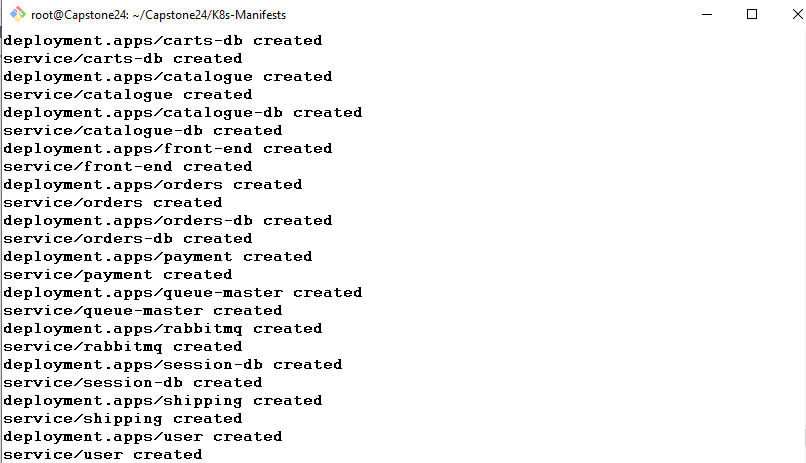 root@Capstone24: ~/Capstone24/K8s-Manifests
deployment.apps/carts-db created
service/carts-db created
deployment.apps/catalogue created
service/catalogue created
deployment.apps/catalogue-db created
service/catalogue-db created
deployment.apps/front-end created
service/front-end created
deployment.apps/orders created
service/orders created
deployment.apps/orders-db created
service/orders-db created
deployment.apps/payment created
service/payment created
deployment.apps/queue-master created
service/queue-master created
deployment.apps/rabbitmq created
service/rabbitmq created
deployment.apps/session-db created
service/session-db created
deployment.apps/shipping created
service/shipping created
deployment.apps/user created
service/user created